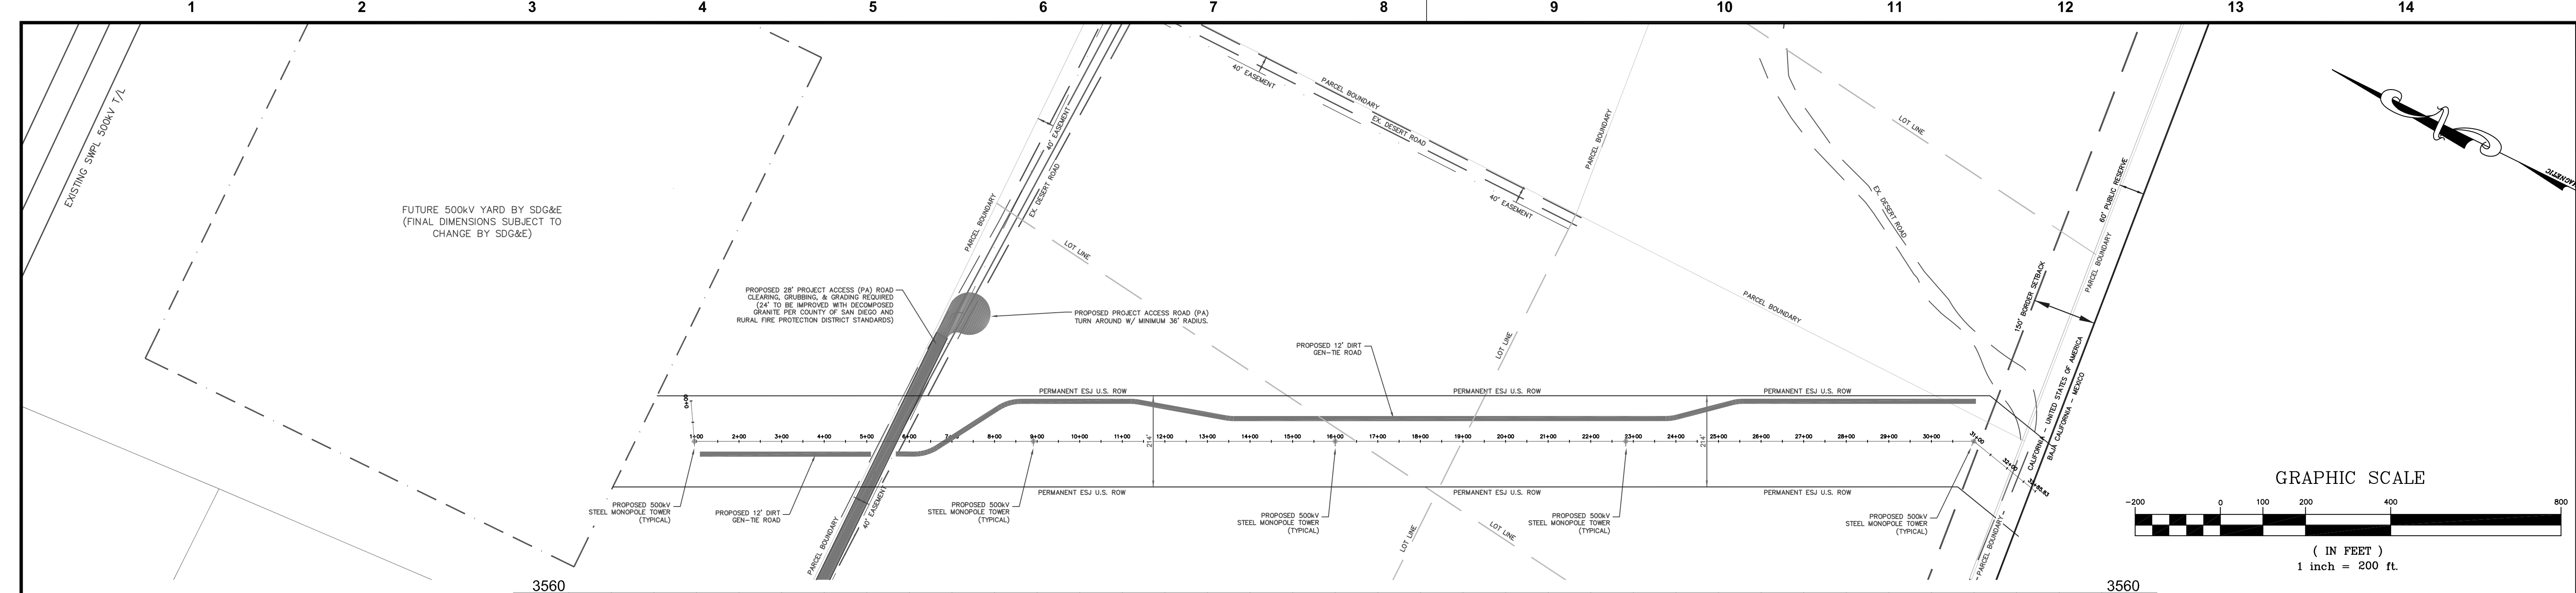 1 2 3 4 5 6 7 8 9 10 11 12 13 14
EXISTING SWPL 500kV T/L
FUTURE 500kV YARD BY SDG&E
(FINAL DIMENSIONS SUBJECT TO
CHANGE BY SDG&E)
PARCEL BOUNDARY
40' EASEMENT
EX. DESERT ROAD
LOT LINE
40' EASEMENT
PARCEL BOUNDARY
EX. DESERT ROAD
40' EASEMENT
PARCEL BOUNDARY
LOT LINE
LOT LINE
EX. DESERT ROAD
PARCEL BOUNDARY
60' PUBLIC RESERVE
PARCEL BOUNDARY
150' BORDER SETBACK
CALIFORNIA - UNITED STATES OF AMERICA
BAJA CALIFORNIA - MEXICO
MAGNETIC
PROPOSED 28' PROJECT ACCESS (PA) ROAD
CLEARING, GRUBBING, & GRADING REQUIRED
(24' TO BE IMPROVED WITH DECOMPOSED
GRANITE PER COUNTY OF SAN DIEGO AND
RURAL FIRE PROTECTION DISTRICT STANDARDS)
PROPOSED PROJECT ACCESS ROAD (PA)
TURN AROUND W/ MINIMUM 36' RADIUS.
PROPOSED 12' DIRT
GEN-TIE ROAD
PERMANENT ESJ U.S. ROW
PERMANENT ESJ U.S. ROW
PERMANENT ESJ U.S. ROW
0+00
1+00 2+00 3+00 4+00 5+00 6+00 7+00 8+00 9+00 10+00 11+00 12+00 13+00 14+00 15+00 16+00 17+00 18+00 19+00 20+00 21+00 22+00 23+00 24+00 25+00 26+00 27+00 28+00 29+00 30+00 31+00 32+00
214'
214'
PERMANENT ESJ U.S. ROW
PERMANENT ESJ U.S. ROW
PERMANENT ESJ U.S. ROW
PROPOSED 500kV
STEEL MONOPOLE TOWER
(TYPICAL)
PROPOSED 12' DIRT
GEN-TIE ROAD
PARCEL BOUNDARY
40' EASEMENT
PROPOSED 500kV
STEEL MONOPOLE TOWER
(TYPICAL)
PROPOSED 500kV
STEEL MONOPOLE TOWER
(TYPICAL)
LOT LINE
LOT LINE
PROPOSED 500kV
STEEL MONOPOLE TOWER
(TYPICAL)
PROPOSED 500kV
STEEL MONOPOLE TOWER
(TYPICAL)
PARCEL BOUNDARY
GRAPHIC SCALE
-200 0 100 200 400 800
( IN FEET )
1 inch = 200 ft.
3560
3560